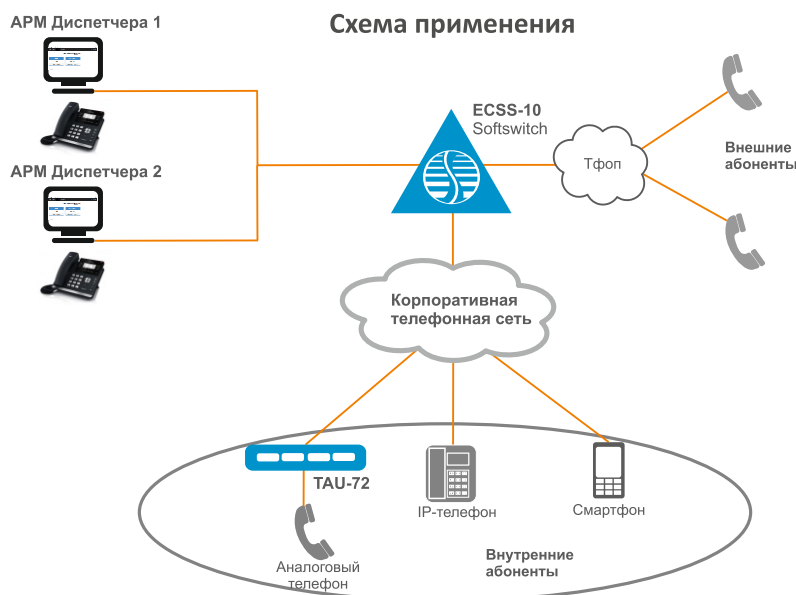 Схема применения
АРМ Диспетчера 1
АРМ Диспетчера 2
ECSS-10
Softswitch
Тфоп
Внешние
абоненты
Корпоративная
телефонная сеть
TAU-72
IP-телефон
Смартфон
Аналоговый
телефон
Внутренние
абоненты